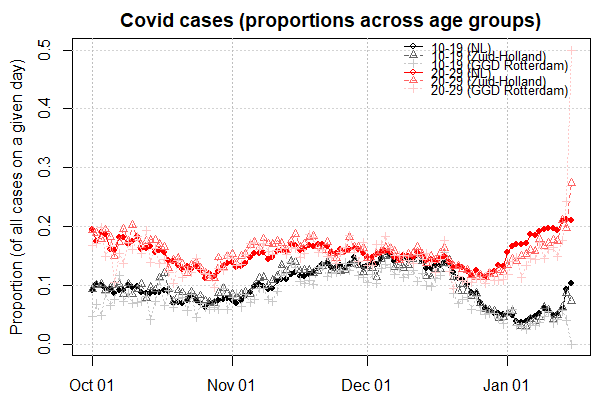 Covid cases (proportions across age groups)
10-19 (NL)
10-19 (Zuid-Holland)
10-19 (GGD Rotterdam)
20-29 (NL)
20-29 (Zuid-Holland)
20-29 (GGD Rotterdam)
Proportion (of all cases on a given day)
0.5
0.4
0.3
0.2
0.1
0.0
Oct 01 Nov 01 Dec 01 Jan 01